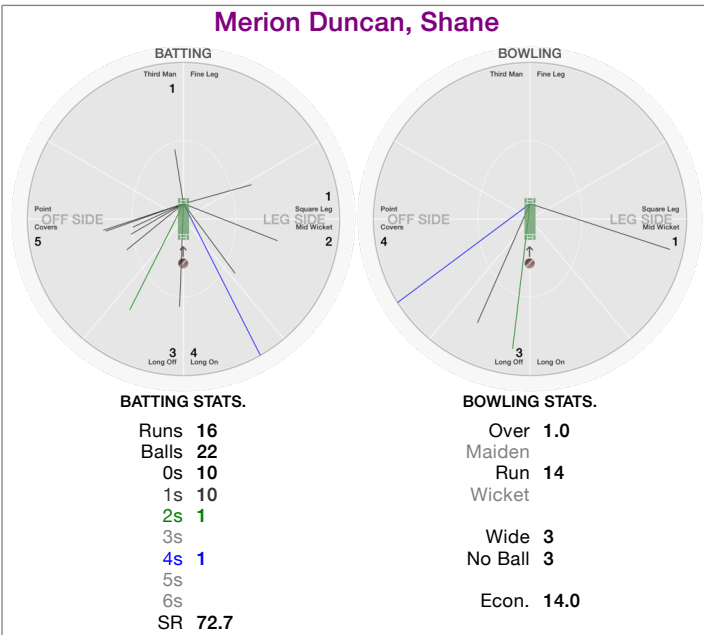 Merion Duncan, Shane
BATTING
Third Man Fine Leg
1
1
Point Square Leg
OFF SIDE LEG SIDE
Covers Mid Wicket
5 2
3 4
Long Off Long On
BOWLING
Third Man Fine Leg
Point Square Leg
OFF SIDE LEG SIDE
Covers Mid Wicket
4 1
3
Long Off Long On
BATTING STATS.
Runs 16
Balls 22
0s 10
1s 10
2s 1
3s
4s 1
5s
6s
SR 72.7
BOWLING STATS.
Over 1.0
Maiden
Run 14
Wicket
Wide 3
No Ball 3
Econ. 14.0